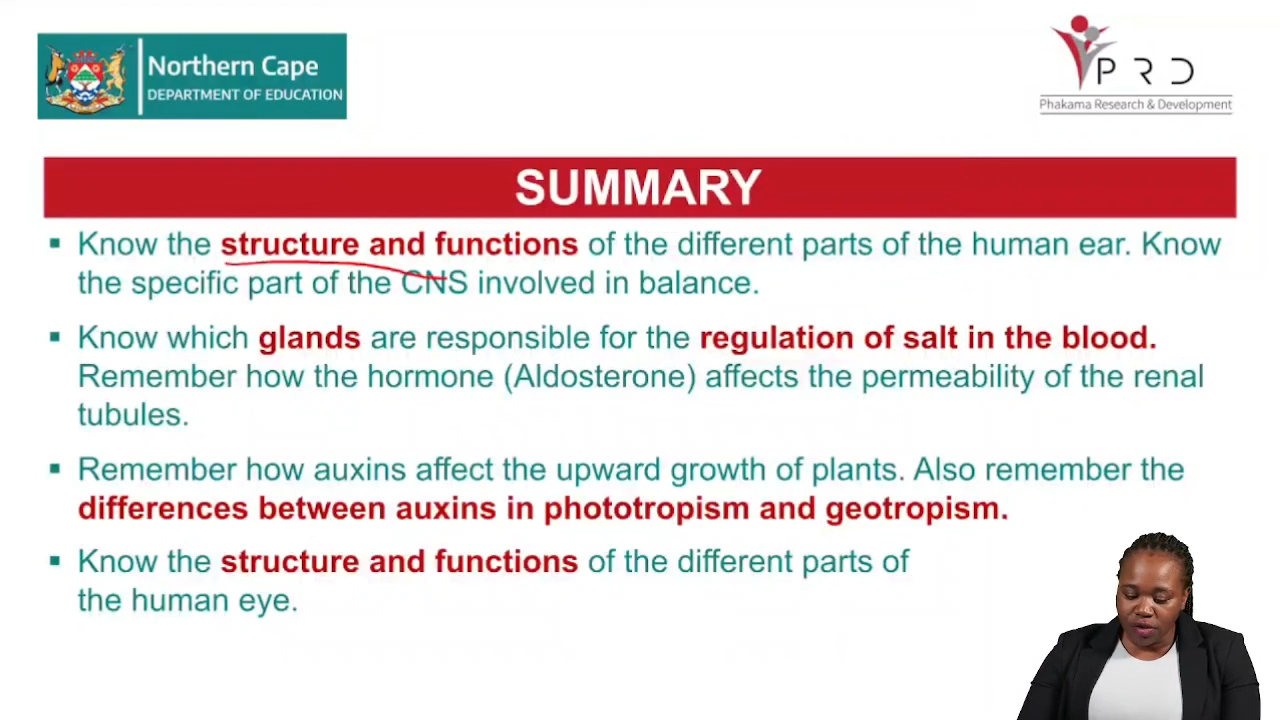 Northern Cape
DEPARTMENT OF EDUCATION
PRD
Phakama Research & Development
SUMMARY
▪ Know the structure and functions of the different parts of the human ear. Know
the specific part of the CNS involved in balance.
▪ Know which glands are responsible for the regulation of salt in the blood.
Remember how the hormone (Aldosterone) affects the permeability of the renal
tubules.
▪ Remember how auxins affect the upward growth of plants. Also remember the
differences between auxins in phototropism and geotropism.
▪ Know the structure and functions of the different parts of
the human eye.